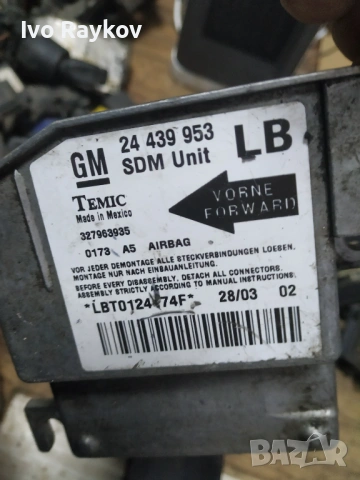 Ivo Raykov
GM
24 439 953
SDM Unit
LB
TEMIC
Made in Mexico
327963935
0173 A5 AIRBAG
VORNE
FORWARD
VOR JEDER DEMONTAGE ALLE STECKVERBINDUNGEN LOESEN.
MONTAGE NUR NACH EINBAUANLEITUNG.
BEFORE EVERY DISASSEMBLY, DETACH ALL CONNECTORS.
ASSEMBLY STRICTLY ACCORDING TO MANUAL INSTRUCTIONS.
28/03 02
BAZAR
bg